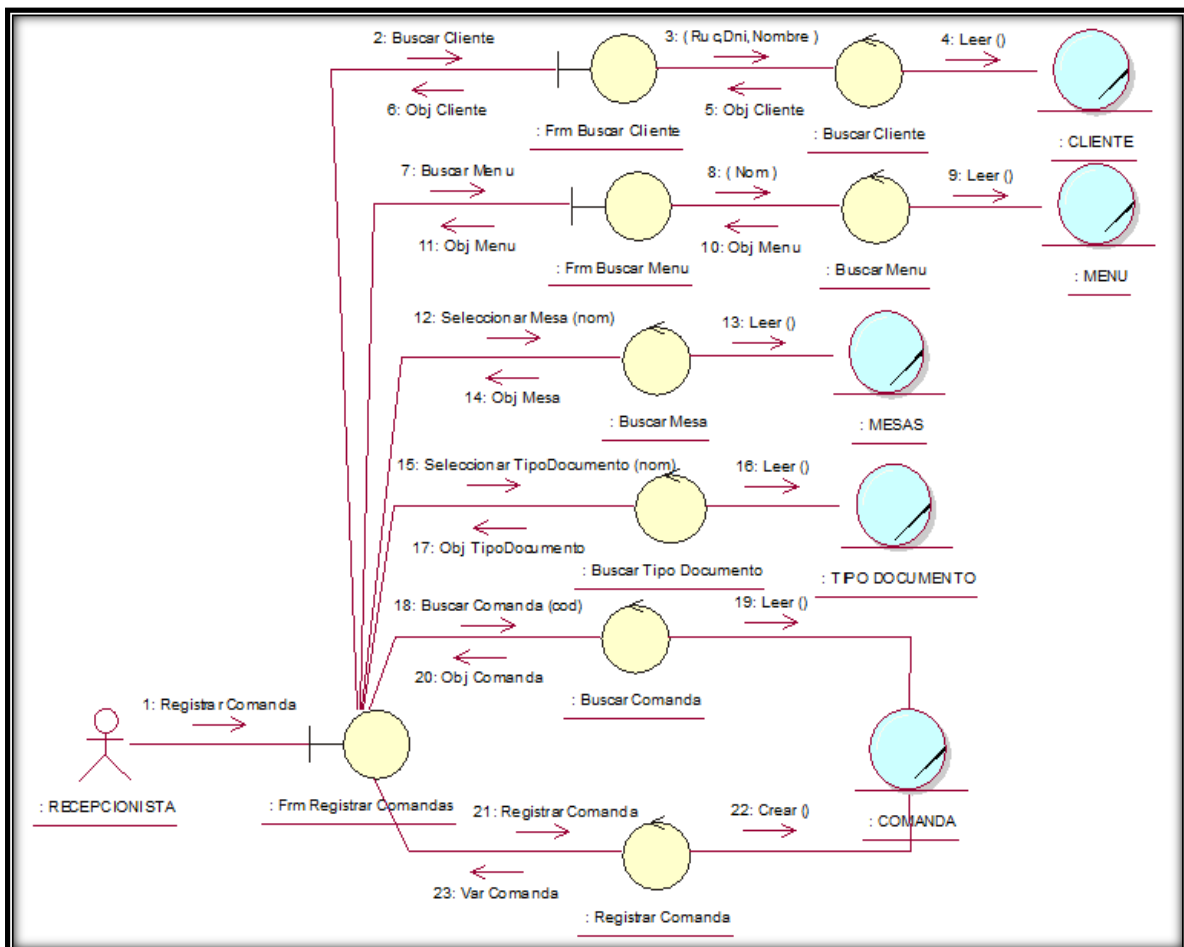 2: Buscar Cliente
3: ( Ruc,Dni, Nombre )
4: Leer ()
6: Obj Cliente
5: Obj Cliente
: Frm Buscar Cliente
: Buscar Cliente
: CLIENTE
7: Buscar Menu
8: ( Nom )
9: Leer ()
11: Obj Menu
10: Obj Menu
: Frm Buscar Menu
: Buscar Menu
: MENU
12: Seleccionar Mesa (nom)
13: Leer ()
14: Obj Mesa
: Buscar Mesa
: MESAS
15: Seleccionar TipoDocumento (nom)
16: Leer ()
17: Obj TipoDocumento
: Buscar Tipo Documento
: TIPO DOCUMENTO
18: Buscar Comanda (cod)
19: Leer ()
20: Obj Comanda
: Buscar Comanda
1: Registrar Comanda
: RECEPCIONISTA
: Frm Registrar Comandas
21: Registrar Comanda
22: Crear ()
: COMANDA
23: Var Comanda
: Registrar Comanda